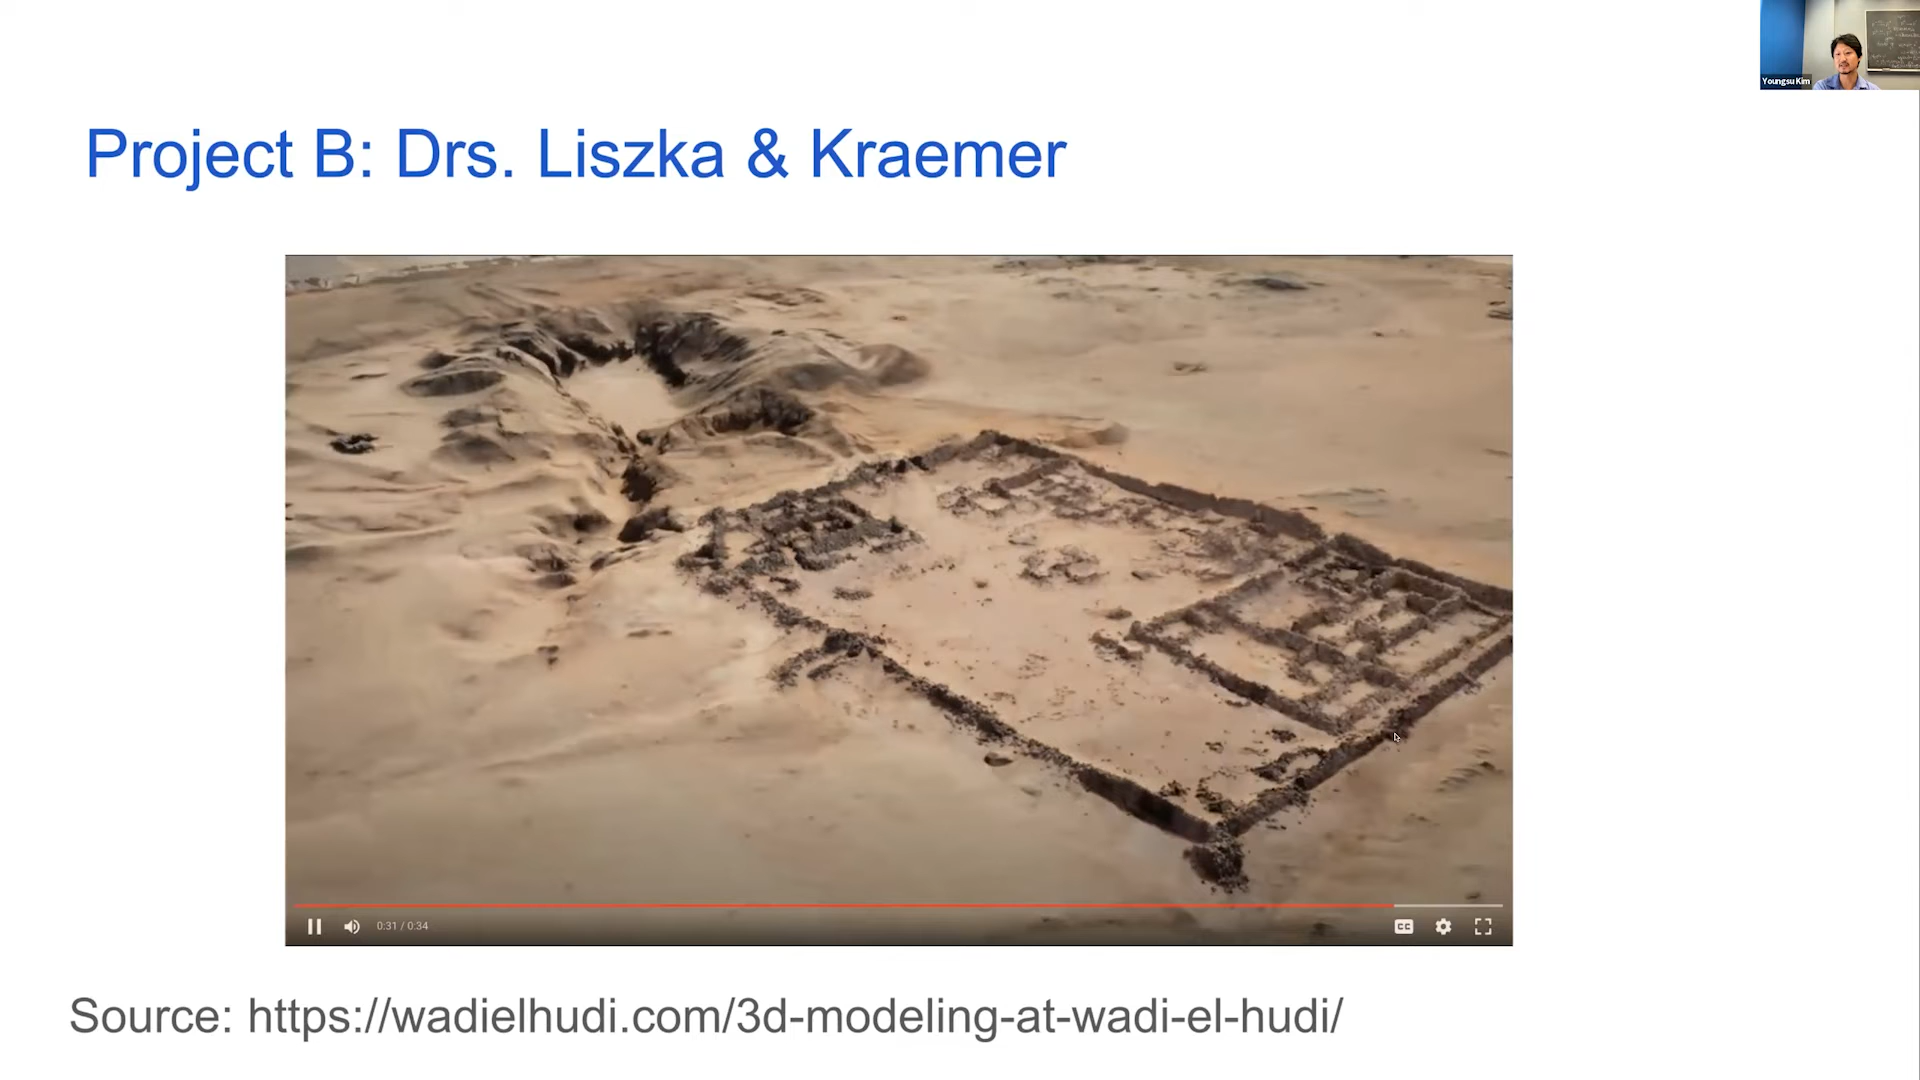 Youngsu Kim
Project B: Drs. Liszka & Kraemer
0:31 / 0:34
CC
Source: https://wadielhudi.com/3d-modeling-at-wadi-el-hudi/